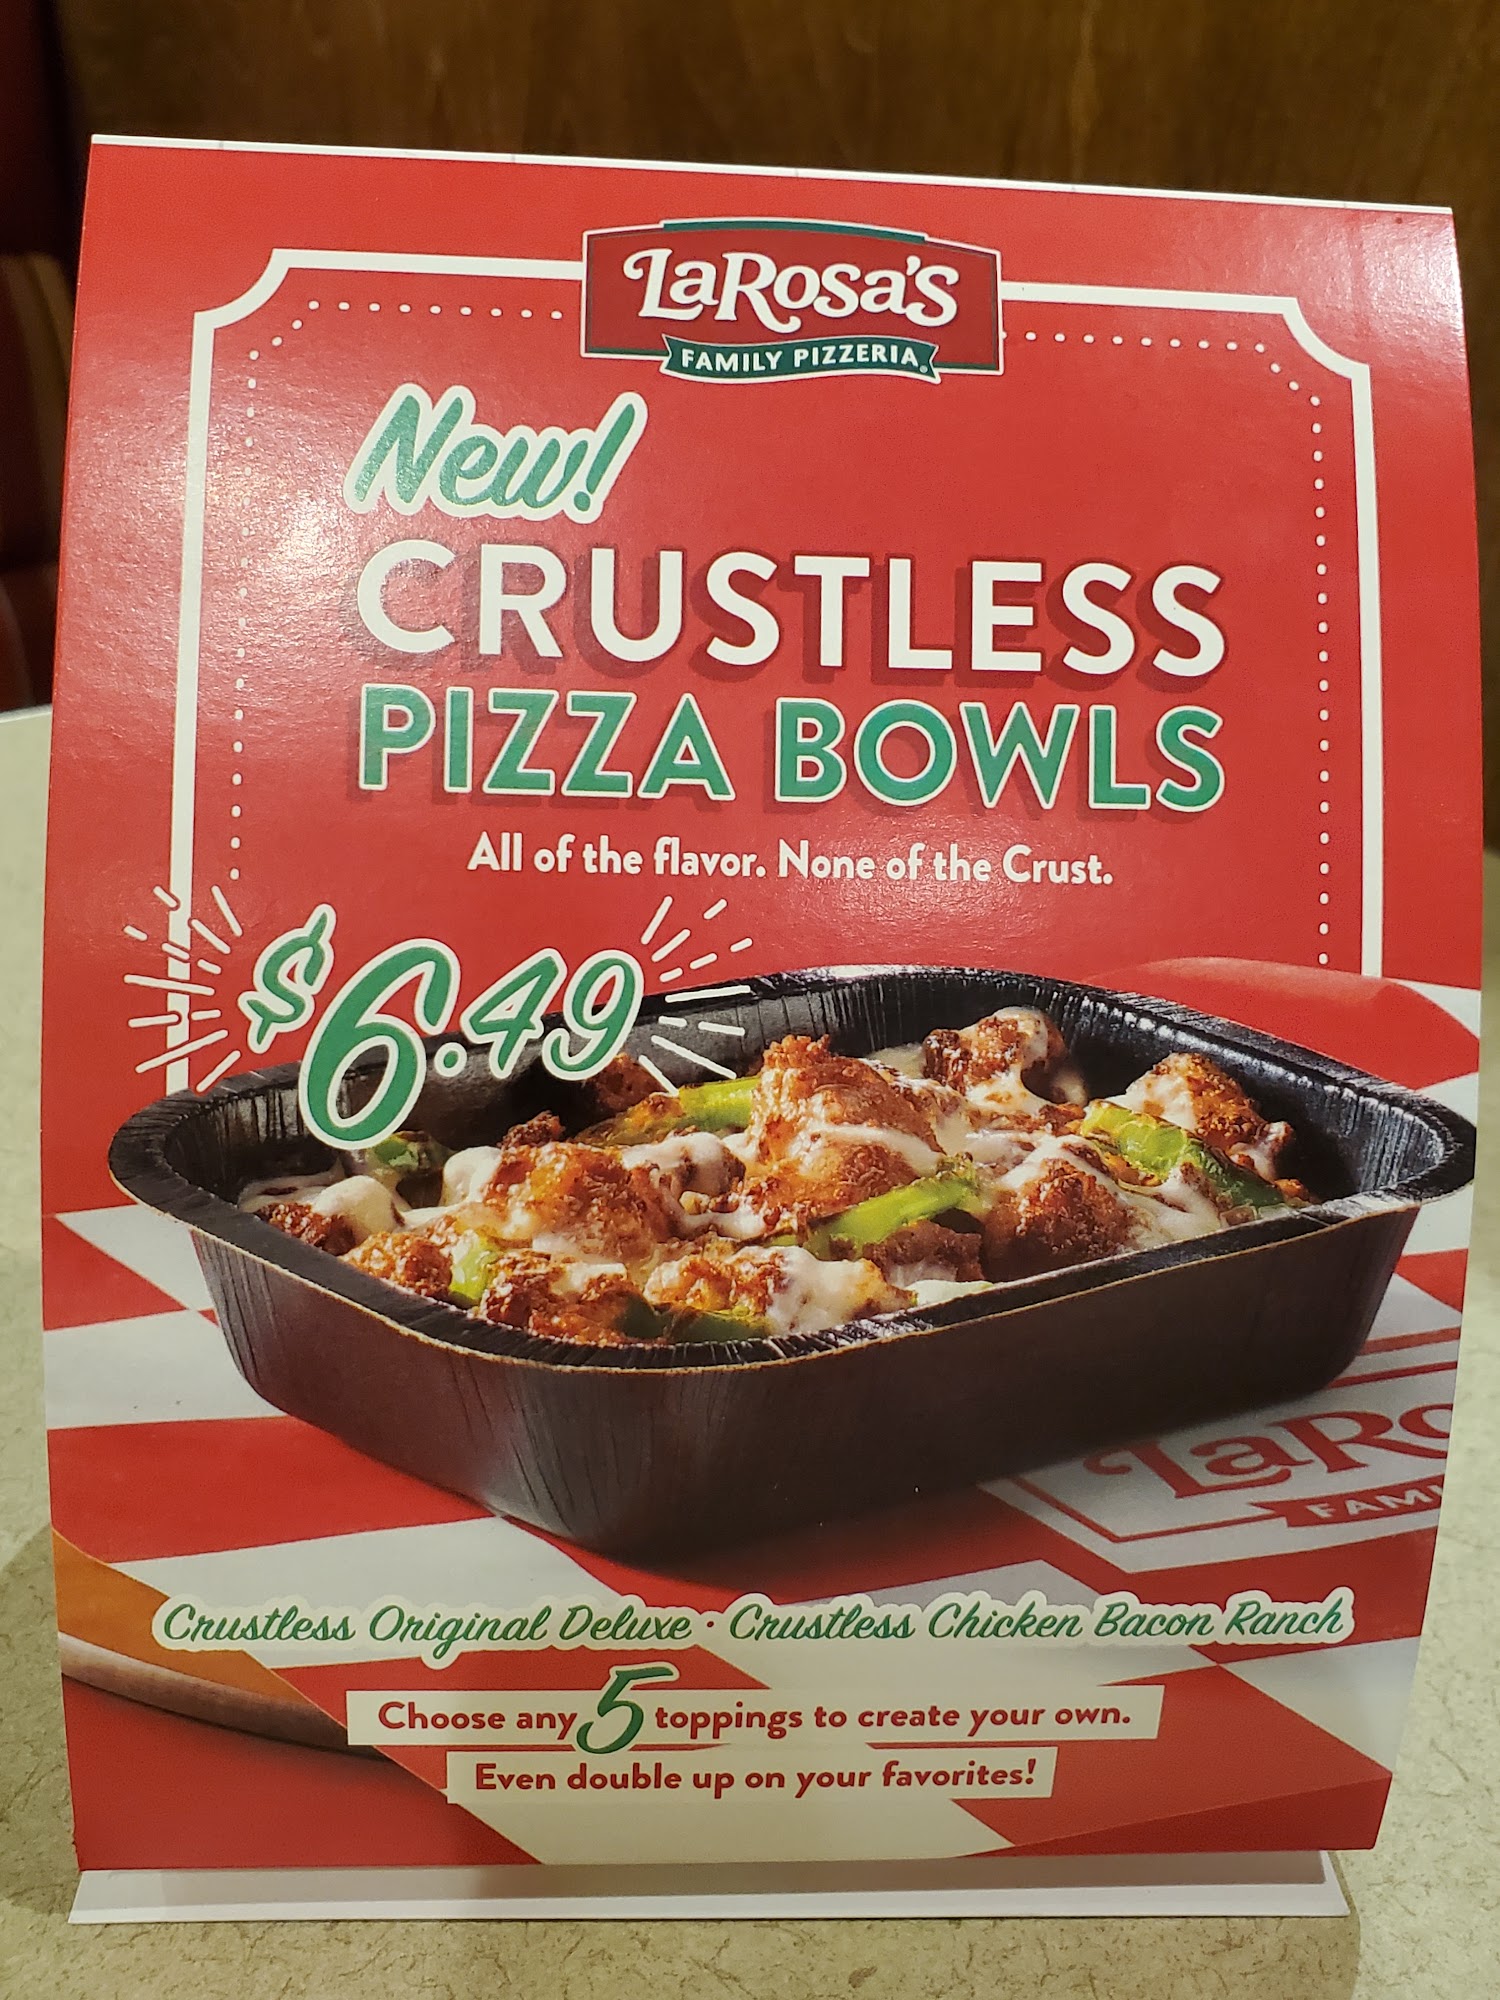 LaRosa's
FAMILY PIZZERIA®
New!
CRUSTLESS
PIZZA BOWLS
All of the flavor. None of the Crust.
$6.49
LaRo
FAMI
Crustless Original Deluxe • Crustless Chicken Bacon Ranch
Choose any 5 toppings to create your own.
Even double up on your favorites!